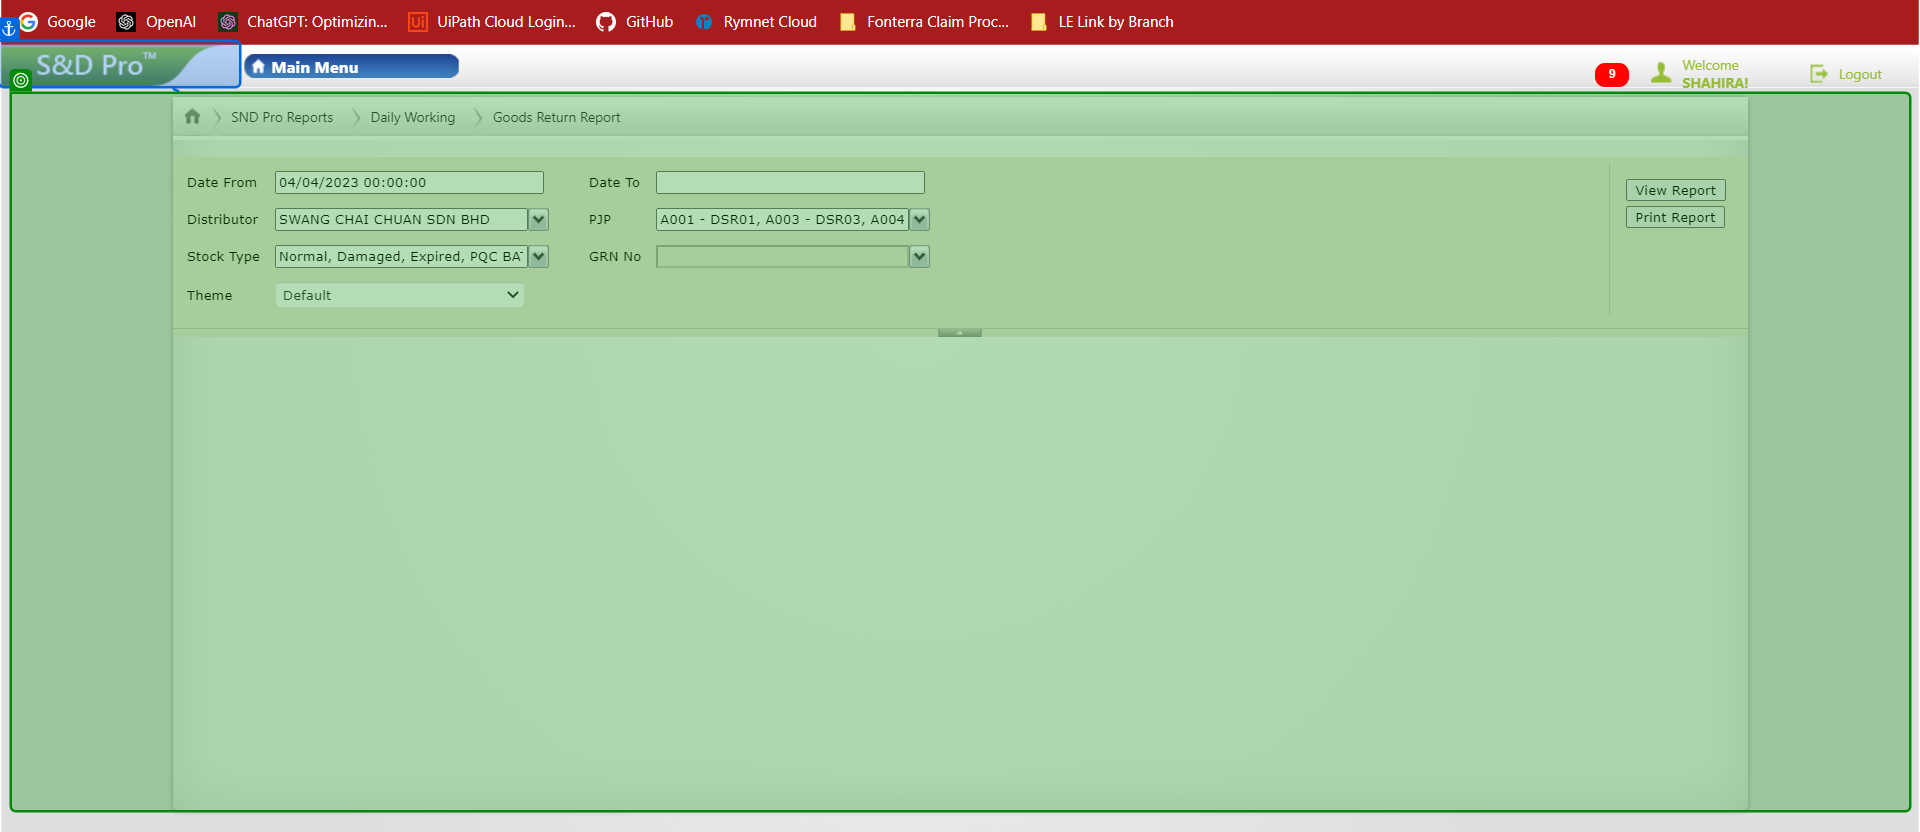 Google OpenAI ChatGPT: Optimizin... UiPath Cloud Login... GitHub Rymnet Cloud Fonterra Claim Proc... LE Link by Branch
S&D Pro™ Main Menu 9 Welcome SHAHIRA! Logout
SND Pro Reports Daily Working Goods Return Report
Date From 04/04/2023 00:00:00 Date To View Report
Distributor SWANG CHAI CHUAN SDN BHD PJP A001 - DSR01, A003 - DSR03, A004 Print Report
Stock Type Normal, Damaged, Expired, PQC BA GRN No
Theme Default